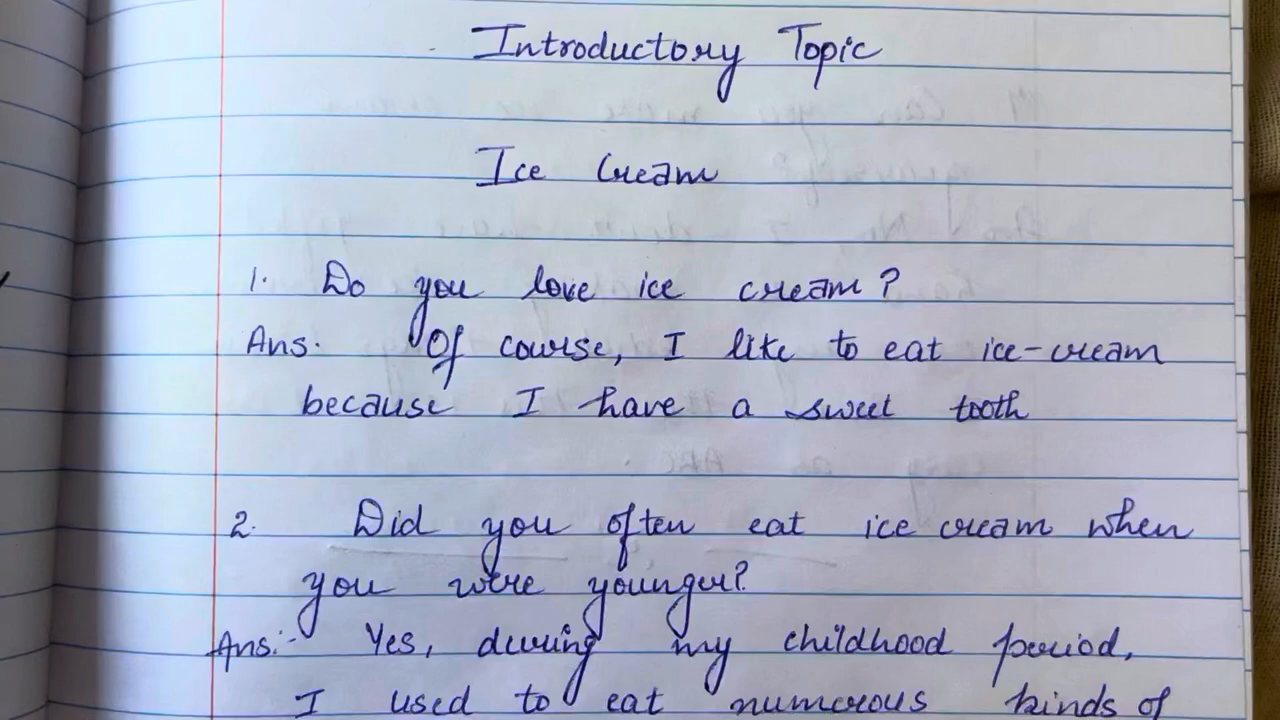 Introductory Topic
Ice Cream
1. Do you love ice cream?
Ans. Of course, I like to eat ice-cream
because I have a sweet tooth
2. Did you often eat ice cream when
you were younger?
Ans:- Yes, during my childhood period,
I used to eat numerous kinds of